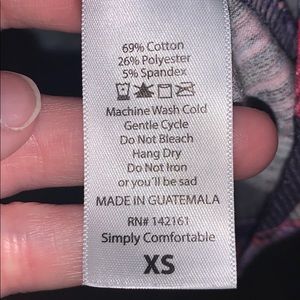 69% Cotton
26% Polyester
5% Spandex
Machine Wash Cold
Gentle Cycle
Do Not Bleach
Hang Dry
Do Not Iron
or you'll be sad
MADE IN GUATEMALA
RN# 142161
Simply Comfortable
XS